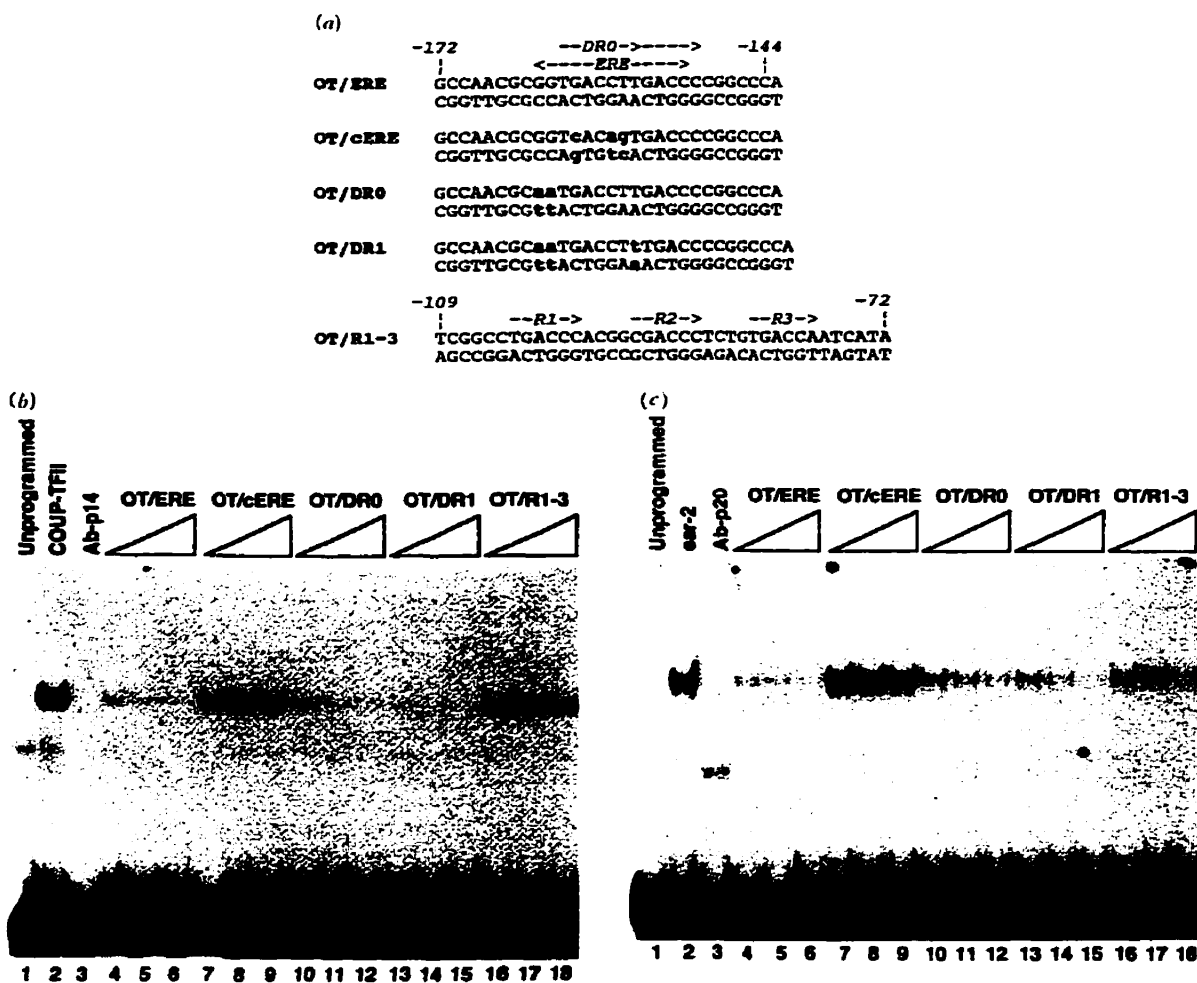 (a)
--DR0->---->
-172 -144
<----ERE---->
OT/ERE GCCAACGCGGTGACCTTGACCCCGGCCCA
CGGTTGCGCCACTGGAACTGGGGCCGGGT
OT/cERE GCCAACGCGGTcACagTGACCCCGGCCCA
CGGTTGCGCCAgTGtcACTGGGGCCGGGT
OT/DR0 GCCAACGCaaTGACCTTGACCCCGGCCCA
CGGTTGCGttACTGGAACTGGGGCCGGGT
OT/DR1 GCCAACGCaaTGACCTtTGACCCCGGCCCA
CGGTTGCGttACTGGAaACTGGGGCCGGGT
-109 -72
--R1-> --R2-> --R3->
OT/R1-3 TCGGCCTGACCCACGGCGACCCTCTGTGACCAATCATA
AGCCGGACTGGGTGCCGCTGGGAGACACTGGTTAGTAT
(b)
Unprogrammed
COUP-TFII
Ab-p14
OT/ERE OT/cERE OT/DR0 OT/DR1 OT/R1-3
1 2 3 4 5 6 7 8 9 10 11 12 13 14 15 16 17 18
(c)
Unprogrammed
ear-2
Ab-p20
OT/ERE OT/cERE OT/DR0 OT/DR1 OT/R1-3
1 2 3 4 5 6 7 8 9 10 11 12 13 14 15 16 17 18